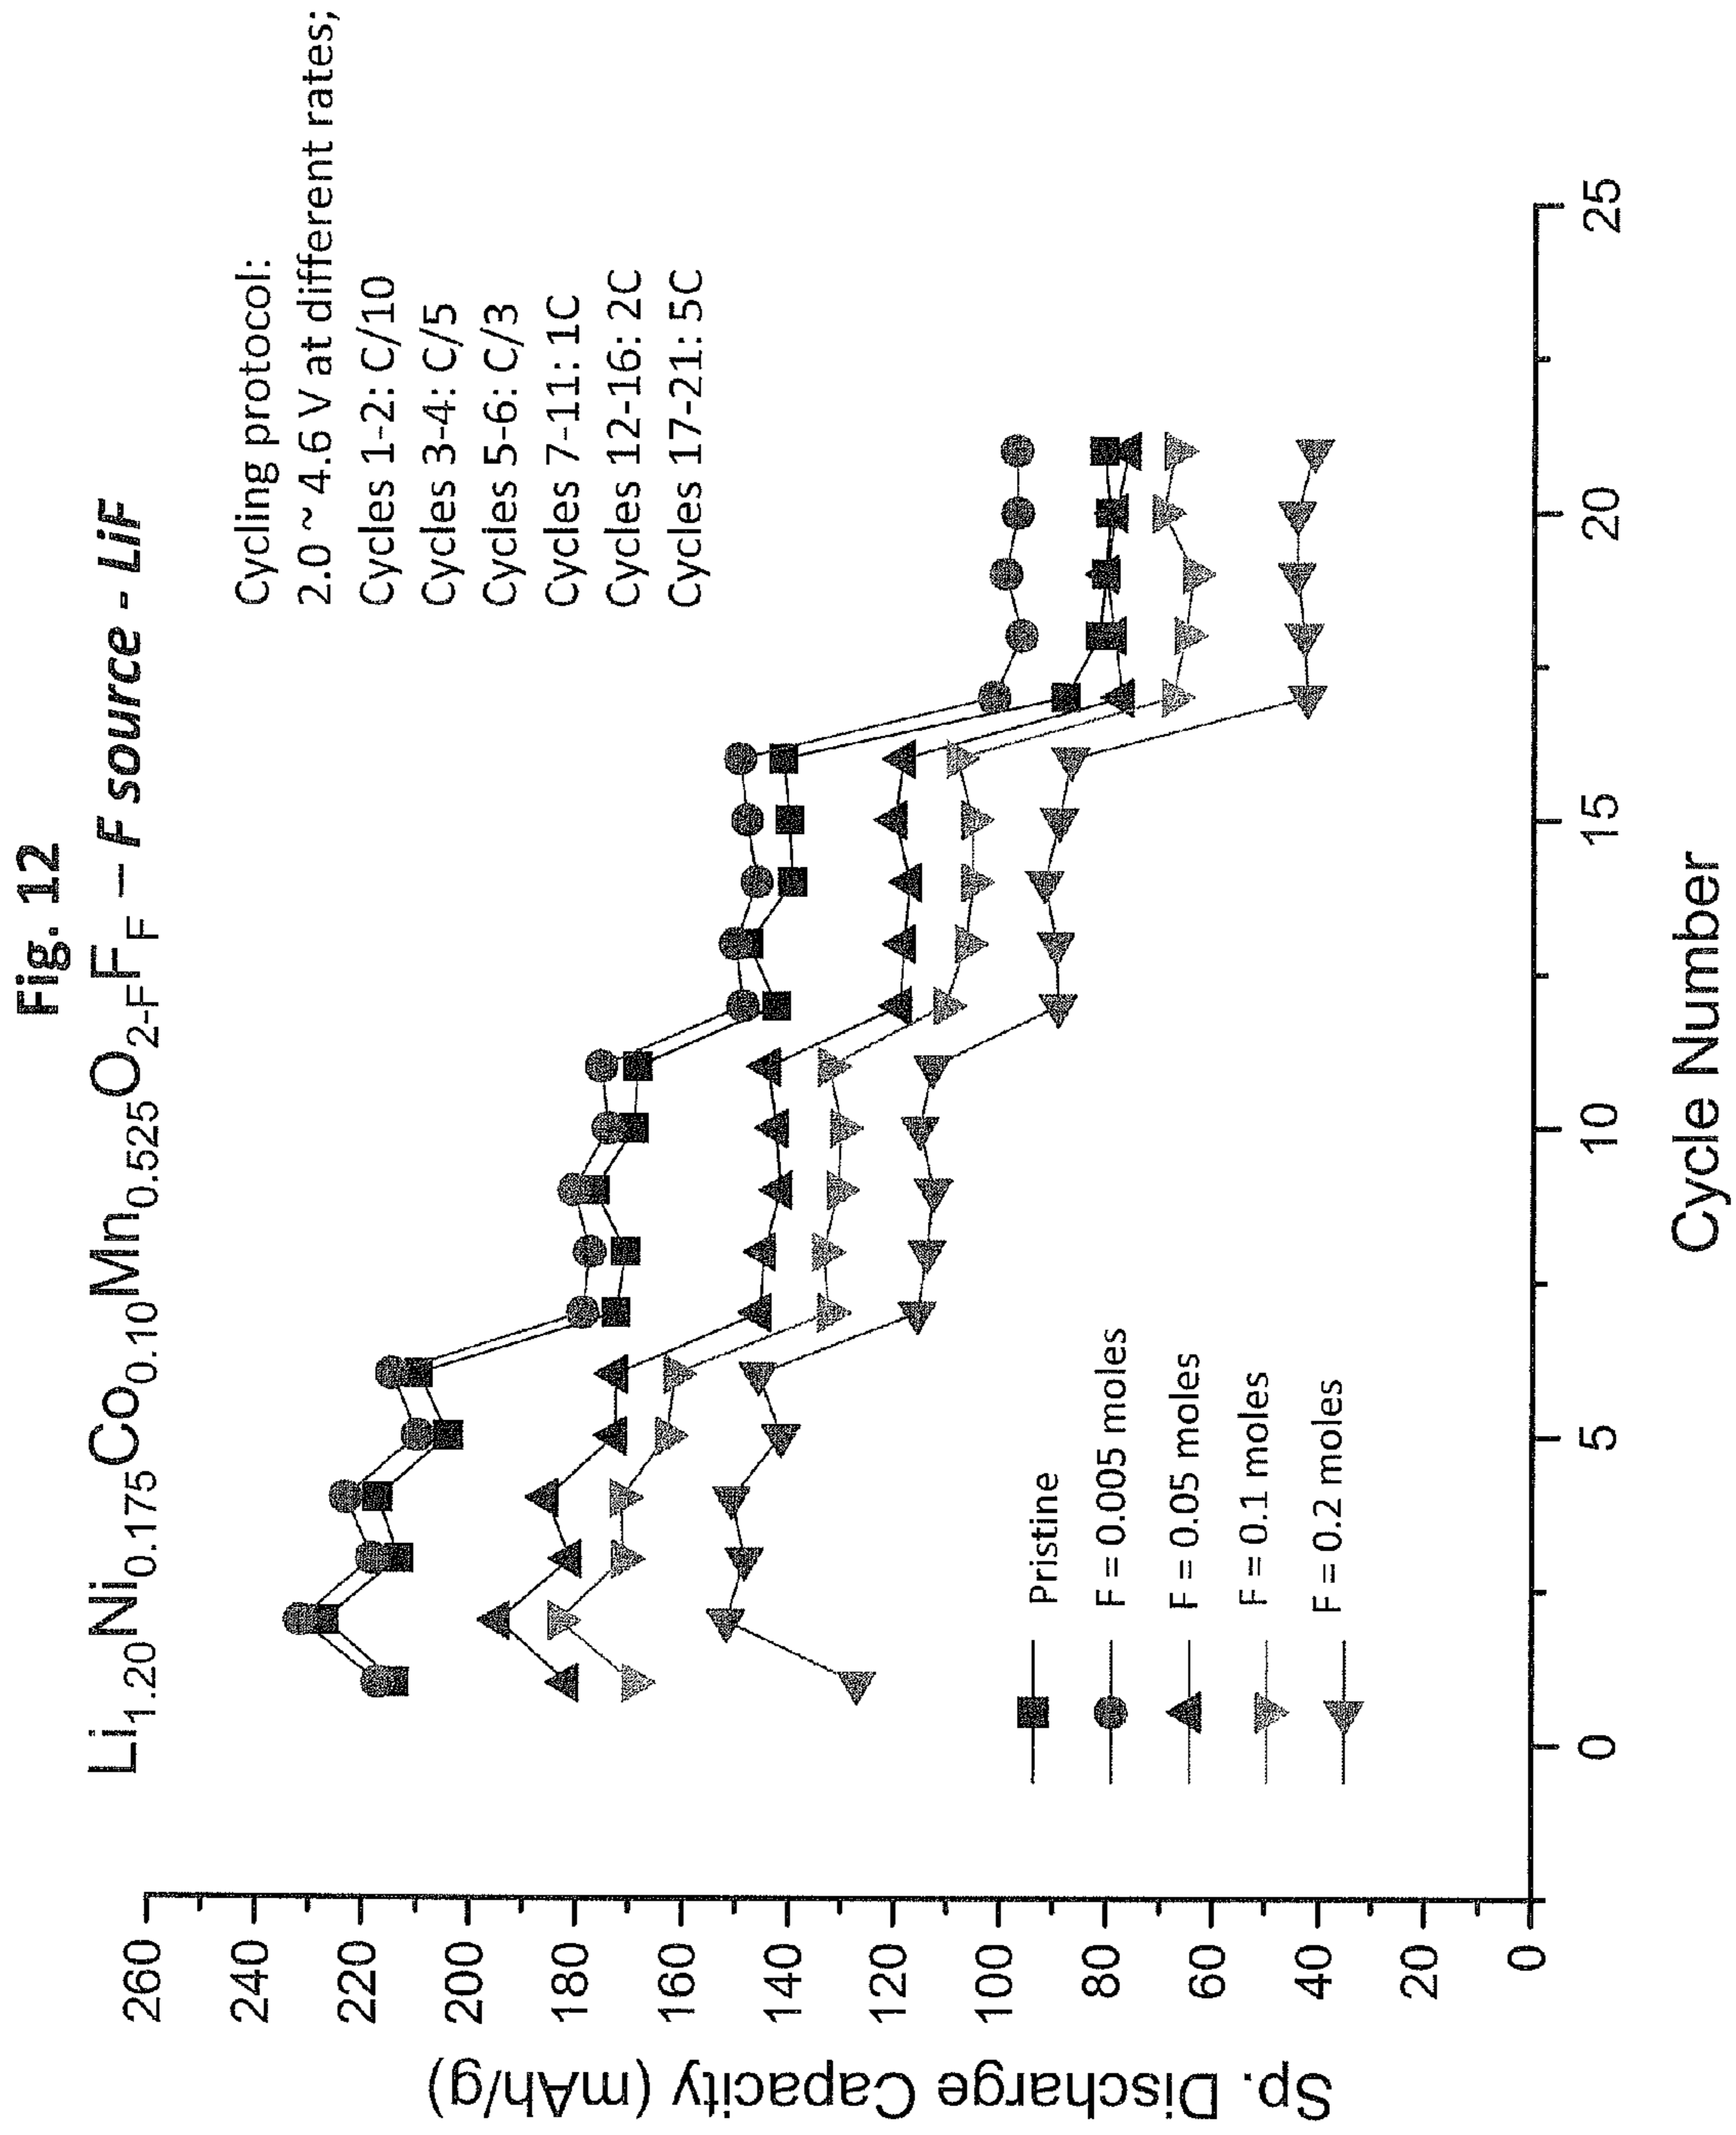 Fig. 12
Li1.20Ni0.175Co0.10Mn0.525O2-FFF – F source - LiF
Cycling protocol:
2.0 ~ 4.6 V at different rates;
Cycles 1-2: C/10
Cycles 3-4: C/5
Cycles 5-6: C/3
Cycles 7-11: 1C
Cycles 12-16: 2C
Cycles 17-21: 5C
Sp. Discharge Capacity (mAh/g)
260
240
220
200
180
160
140
120
100
80
60
40
20
0
Pristine
F = 0.005 moles
F = 0.05 moles
F = 0.1 moles
F = 0.2 moles
0 5 10 15 20 25
Cycle Number